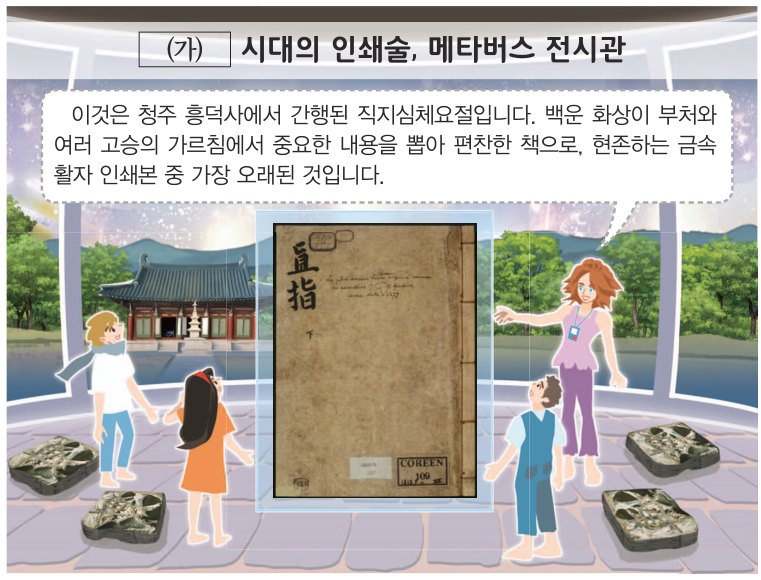 (가) 시대의 인쇄술, 메타버스 전시관
이것은 청주 흥덕사에서 간행된 직지심체요절입니다. 백운 화상이 부처와
여러 고승의 가르침에서 중요한 내용을 뽑아 편찬한 책으로, 현존하는 금속
활자 인쇄본 중 가장 오래된 것입니다.
直指
下
COREEN
109